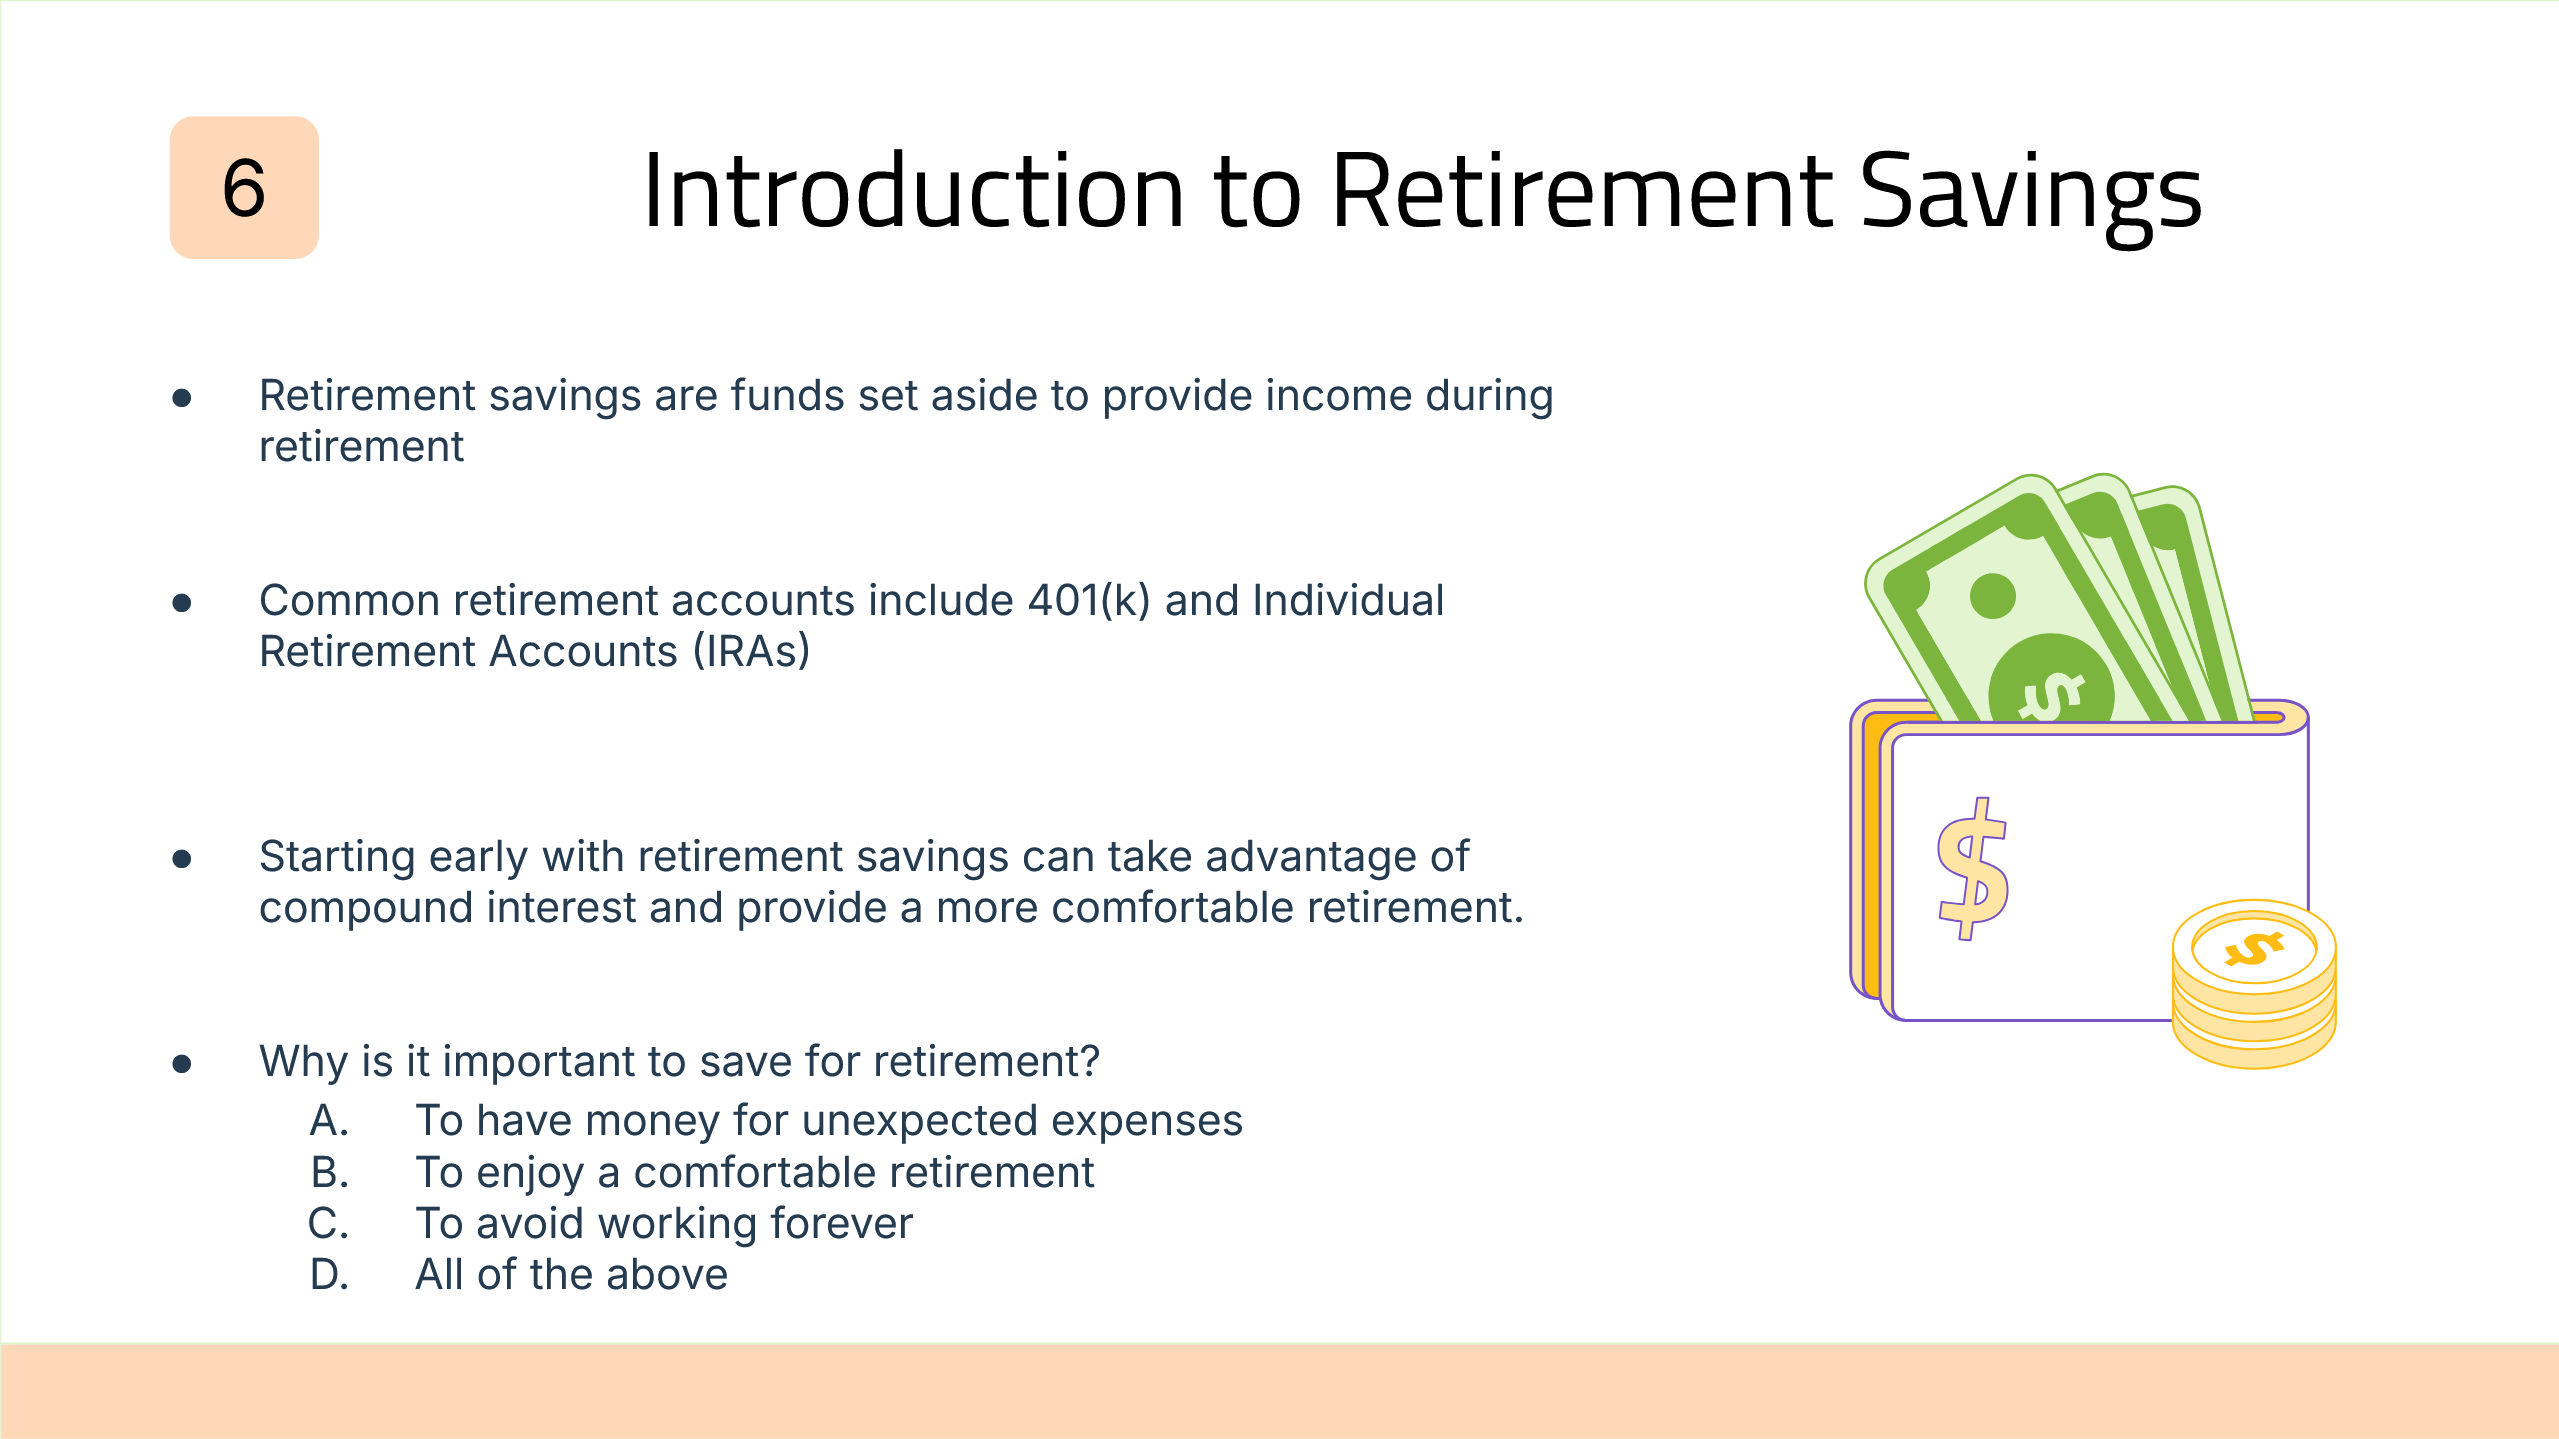 6
Introduction to Retirement Savings
● Retirement savings are funds set aside to provide income during
retirement
● Common retirement accounts include 401(k) and Individual
Retirement Accounts (IRAs)
● Starting early with retirement savings can take advantage of
compound interest and provide a more comfortable retirement.
● Why is it important to save for retirement?
A. To have money for unexpected expenses
B. To enjoy a comfortable retirement
C. To avoid working forever
D. All of the above
$
$
$